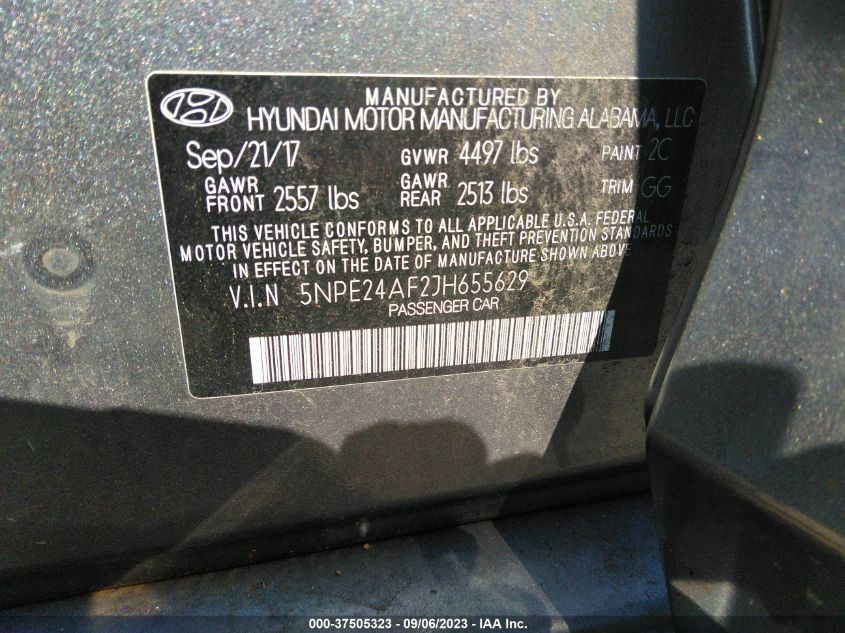 MANUFACTURED BY
HYUNDAI MOTOR MANUFACTURING ALABAMA, LLC
Sep/21/17 GVWR 4497 lbs PAINT 2C
GAWR FRONT 2557 lbs GAWR REAR 2513 lbs TRIM GG
THIS VEHICLE CONFORMS TO ALL APPLICABLE U.S.A. FEDERAL
MOTOR VEHICLE SAFETY, BUMPER, AND THEFT PREVENTION STANDARDS
IN EFFECT ON THE DATE OF MANUFACTURE SHOWN ABOVE
V.I.N 5NPE24AF2JH655629
PASSENGER CAR
000-37505323 - 09/06/2023 - IAA Inc.